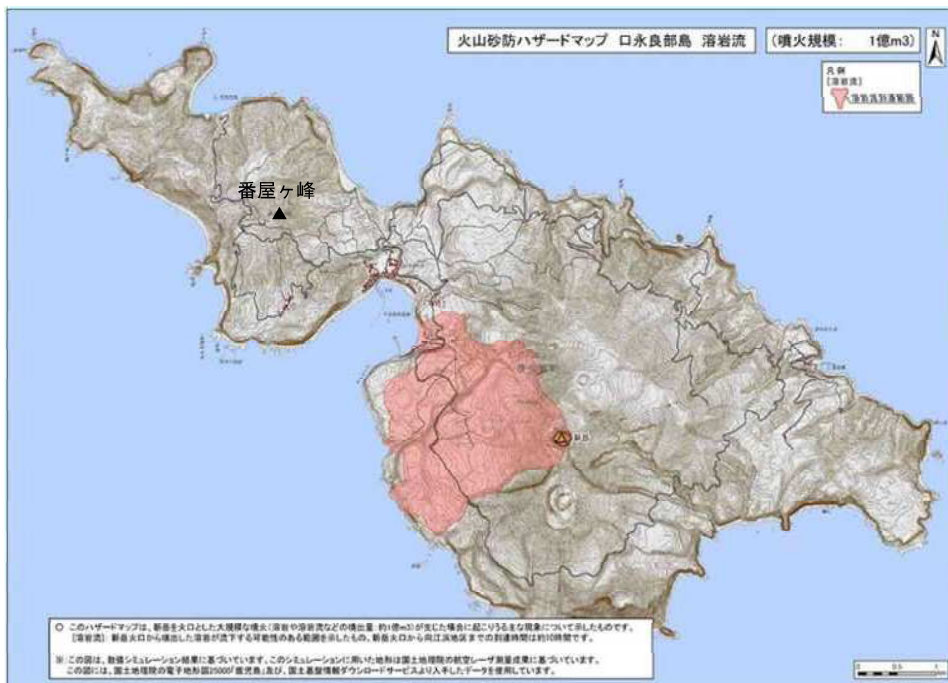 火山砂防ハザードマップ 口永良部島 溶岩流
(噴火規模: 1億m3)
N
凡例
[溶岩流]
溶岩流到達範囲
番屋ヶ峰
新岳
○ このハザードマップは、新岳を火口とした大規模な噴火(溶岩や溶岩流などの噴出量:約1億m3)が生じた場合に起こりうる主な現象について示したものです。
[溶岩流]:新岳火口から噴出した溶岩が流下する可能性のある範囲を示したもの。新岳火口から向江浜地区までの到達時間は約10時間です。
※:この図は、数値シミュレーション結果に基づいています。このシミュレーションに用いた地形は国土地理院の航空レーザ測量成果に基づいています。
この図には、国土地理院の電子地形図25000「鹿児島」及び、国土基盤情報ダウンロードサービスより入手したデータを使用しています。
0 0.5 1